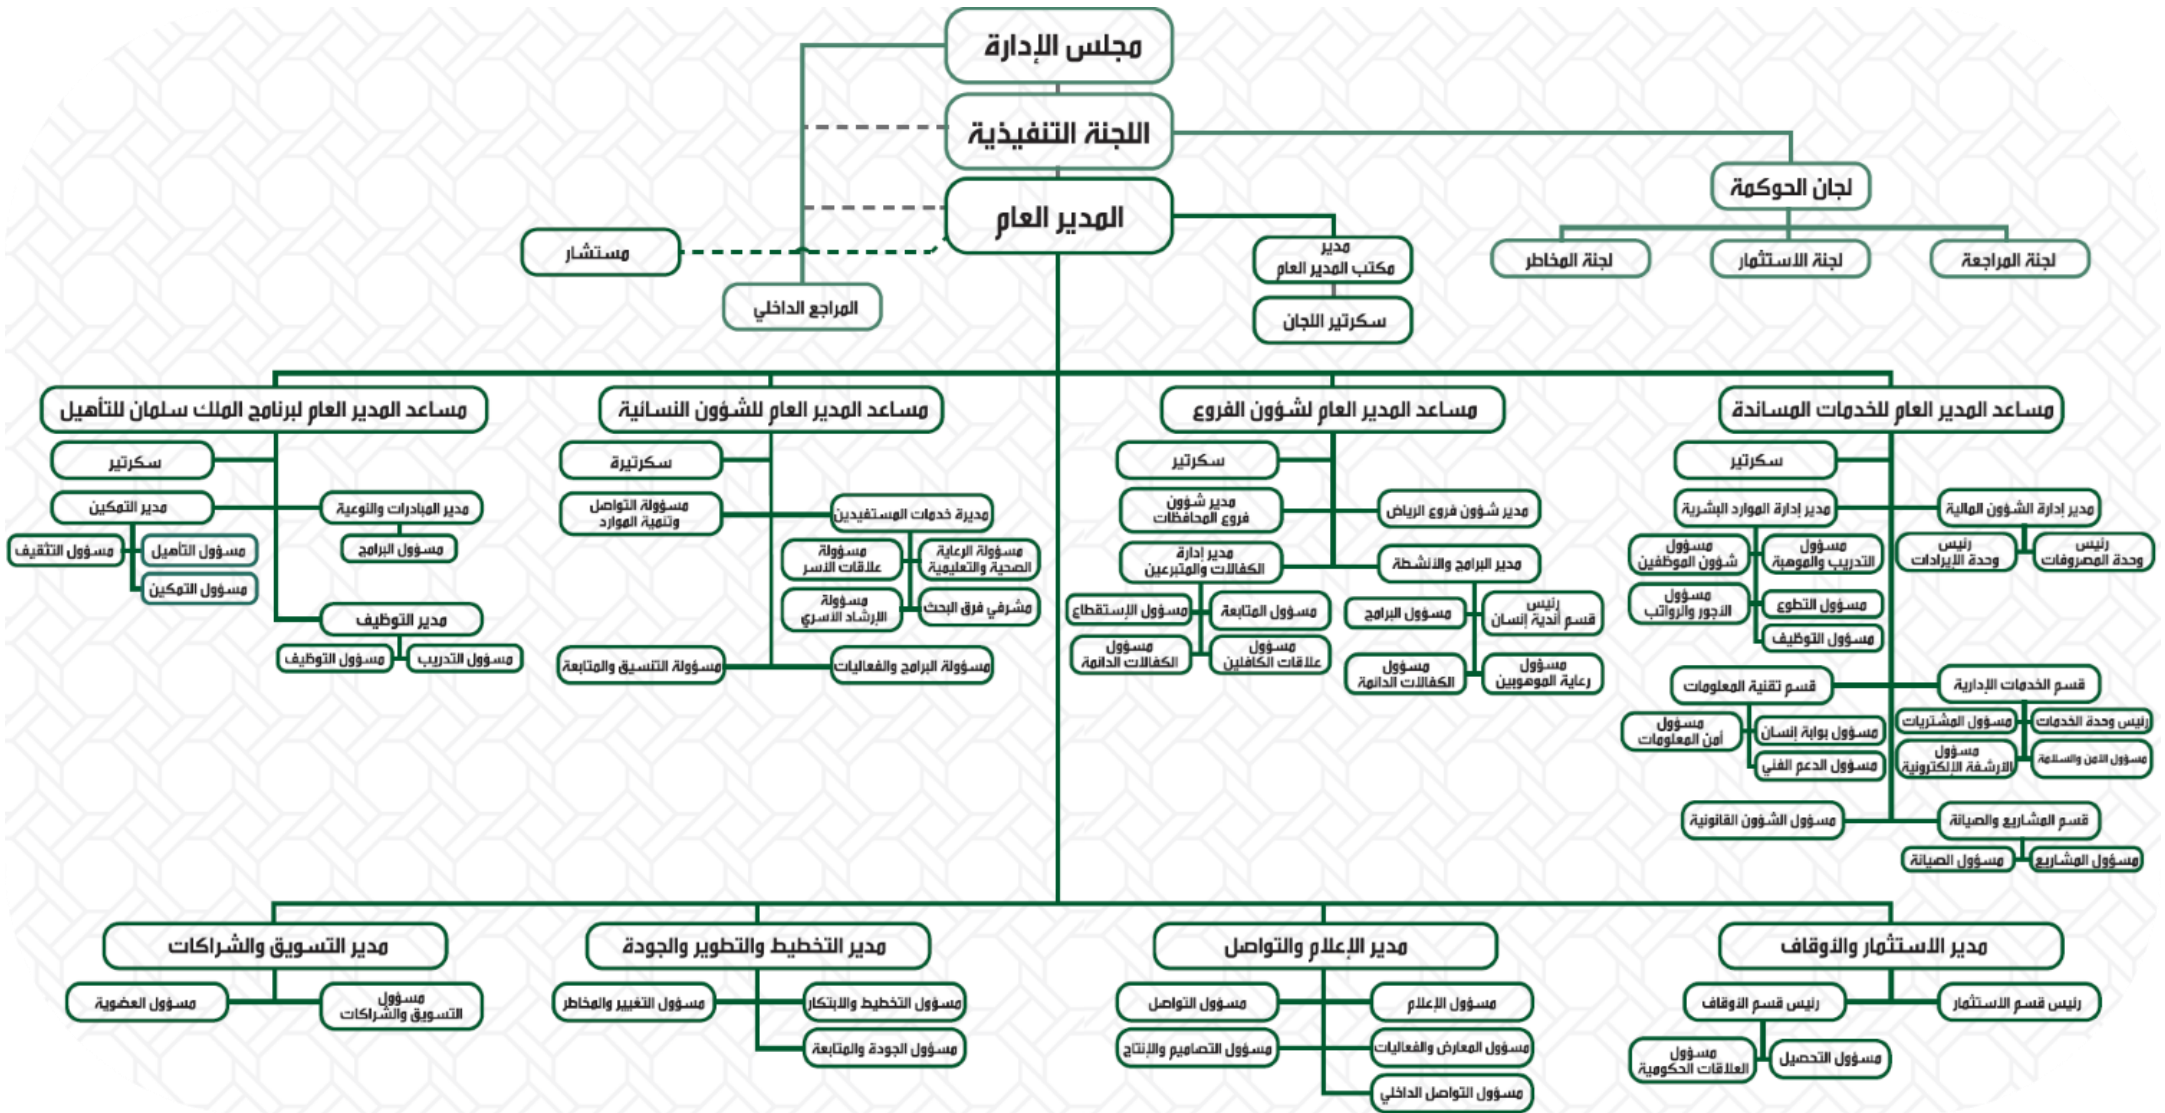 مجلس الإدارة
اللجنة التنفيذية
المدير العام
لجان الحوكمة
لجنة المراجعة
لجنة الاستثمار
لجنة المخاطر
مدير
مكتب المدير العام
سكرتير اللجان
مستشار
المراجع الداخلي
مساعد المدير العام للخدمات المساندة
سكرتير
مدير إدارة الشؤون المالية
رئيس
وحدة المصروفات
رئيس
وحدة الإيرادات
مدير إدارة الموارد البشرية
مسؤول
التدريب والموهبة
مسؤول
شؤون الموظفين
مسؤول التطوع
مسؤول
الأجور والرواتب
مسؤول التوظيف
قسم الخدمات الإدارية
رئيس وحدة الخدمات
مسؤول المشتريات
مسؤول الأمن والسلامة
مسؤول
الأرشفة الإلكترونية
قسم تقنية المعلومات
مسؤول بوابة إنسان
مسؤول
أمن المعلومات
مسؤول الدعم الفني
قسم المشاريع والصيانة
مسؤول المشاريع
مسؤول الصيانة
مسؤول الشؤون القانونية
مساعد المدير العام لشؤون الفروع
سكرتير
مدير شؤون فروع الرياض
مدير شؤون
فروع المحافظات
مدير البرامج والأنشطة
رئيس
قسم أندية إنسان
مسؤول البرامج
مسؤول
رعاية الموهوبين
مسؤول
الكفالات الدائمة
مدير إدارة
الكفالات والمتبرعين
مسؤول المتابعة
مسؤول الإستقطاع
مسؤول
علاقات الكافلين
مسؤول
الكفالات الدائمة
مساعد المدير العام للشؤون النسائية
سكرتيرة
مديرة خدمات المستفيدين
مسؤولة الرعاية
الصحية والتعليمية
مسؤولة
علاقات الأسر
مشرفي فرق البحث
مسؤولة
الإرشاد الأسري
مسؤولة التواصل
وتنمية الموارد
مسؤولة البرامج والفعاليات
مسؤولة التنسيق والمتابعة
مساعد المدير العام لبرنامج الملك سلمان للتأهيل
سكرتير
مدير المبادرات والنوعية
مسؤول البرامج
مدير التمكين
مسؤول التأهيل
مسؤول التثقيف
مسؤول التمكين
مدير التوظيف
مسؤول التدريب
مسؤول التوظيف
مدير الاستثمار والأوقاف
رئيس قسم الاستثمار
رئيس قسم الأوقاف
مسؤول التحصيل
مسؤول
العلاقات الحكومية
مدير الإعلام والتواصل
مسؤول الإعلام
مسؤول التواصل
مسؤول المعارض والفعاليات
مسؤول التصاميم والإنتاج
مسؤول التواصل الداخلي
مدير التخطيط والتطوير والجودة
مسؤول التخطيط والابتكار
مسؤول التغيير والمخاطر
مسؤول الجودة والمتابعة
مدير التسويق والشراكات
مسؤول
التسويق والشراكات
مسؤول العضوية